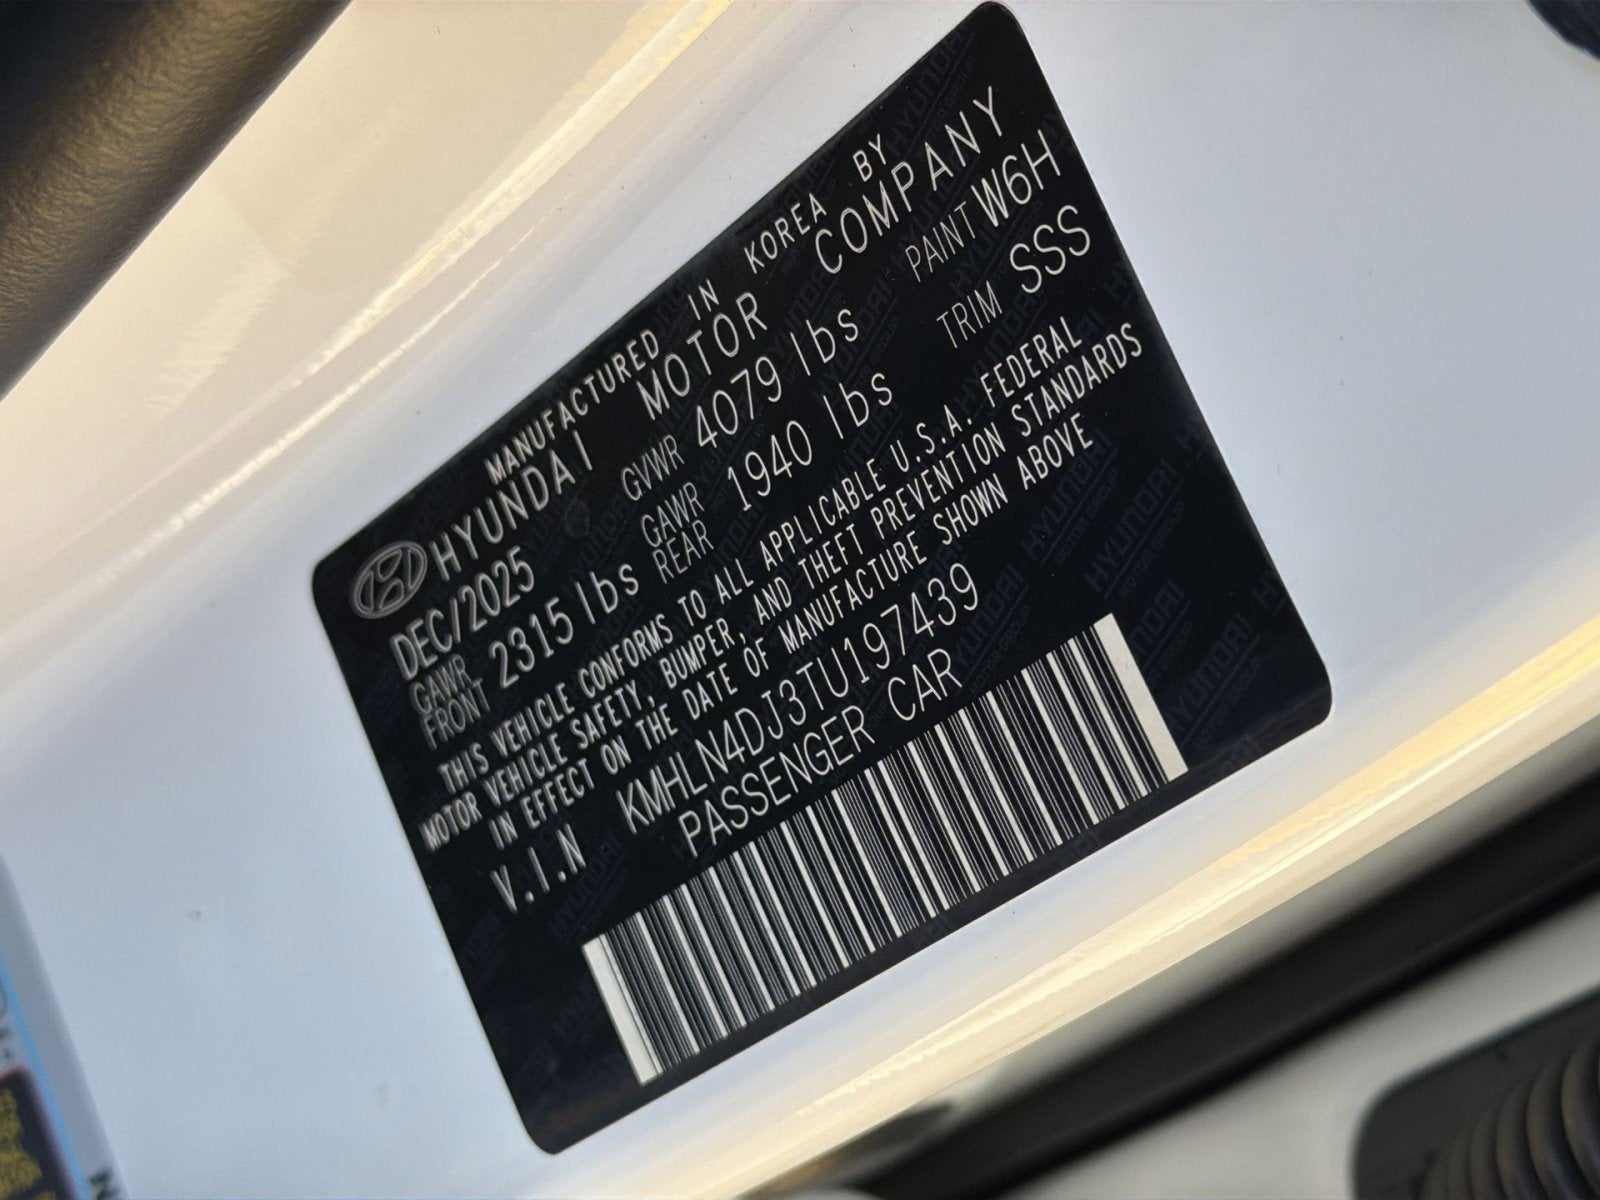 MANUFACTURED IN KOREA BY
HYUNDAI MOTOR COMPANY
DEC/2025 GVWR 4079 lbs PAINT W6H
GAWR FRONT 2315 lbs GAWR REAR 1940 lbs TRIM SSS
THIS VEHICLE CONFORMS TO ALL APPLICABLE U.S.A. FEDERAL
MOTOR VEHICLE SAFETY, BUMPER, AND THEFT PREVENTION STANDARDS
IN EFFECT ON THE DATE OF MANUFACTURE SHOWN ABOVE
V.I.N KMHLN4DJ3TU197439
PASSENGER CAR